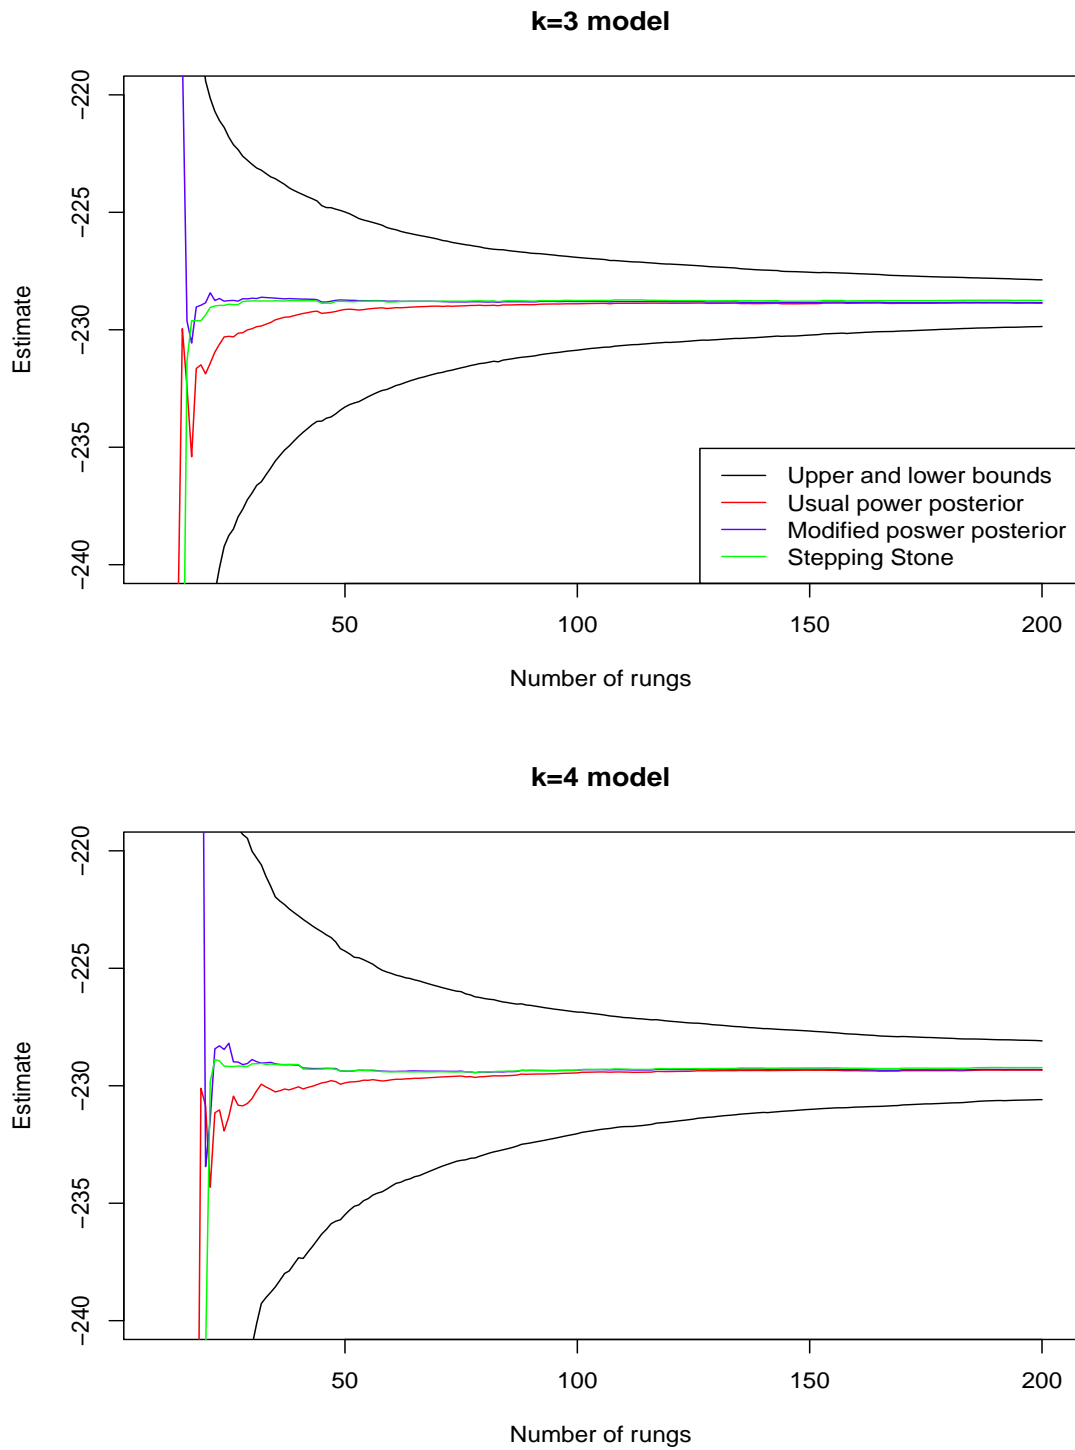 k=3 model
Estimate
-220
-225
-230
-235
-240
Upper and lower bounds
Usual power posterior
Modified poswer posterior
Stepping Stone
50 100 150 200
Number of rungs
k=4 model
Estimate
-220
-225
-230
-235
-240
50 100 150 200
Number of rungs